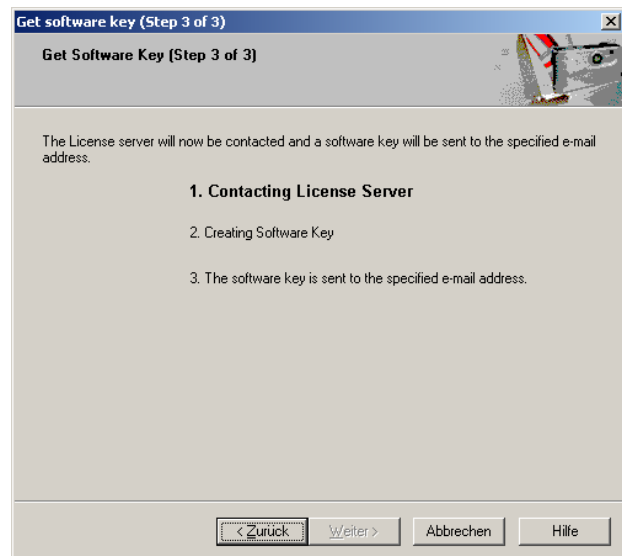 Get software key (Step 3 of 3)
Get Software Key (Step 3 of 3)
The License server will now be contacted and a software key will be sent to the specified e-mail
address.
1. Contacting License Server
2. Creating Software Key
3. The software key is sent to the specified e-mail address.
< Zurück Weiter > Abbrechen Hilfe